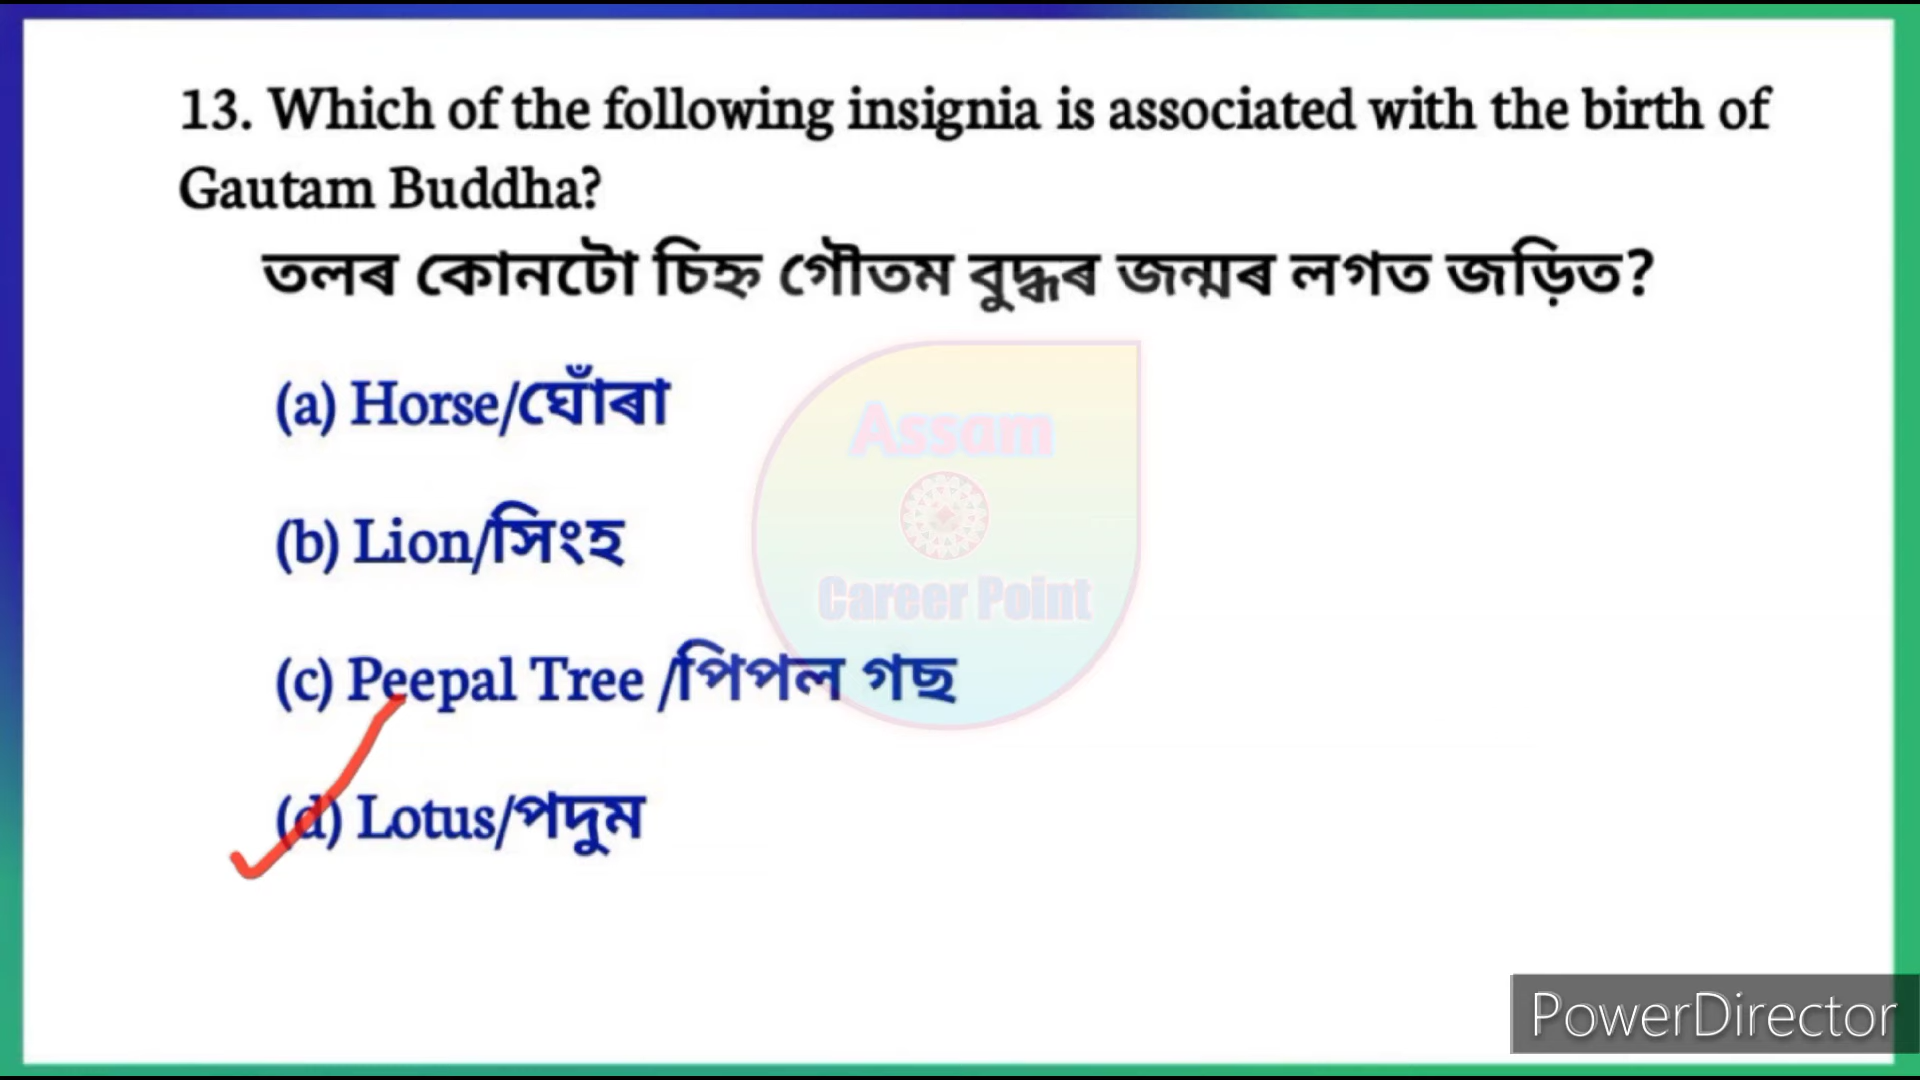 13. Which of the following insignia is associated with the birth of
Gautam Buddha?
তলৰ কোনটো চিহ্ন গৌতম বুদ্ধৰ জন্মৰ লগত জড়িত?
(a) Horse/ঘোঁৰা
Assam
(b) Lion/সিংহ
Career Point
(c) Peepal Tree /পিপল গছ
(d) Lotus/পদুম
PowerDirector